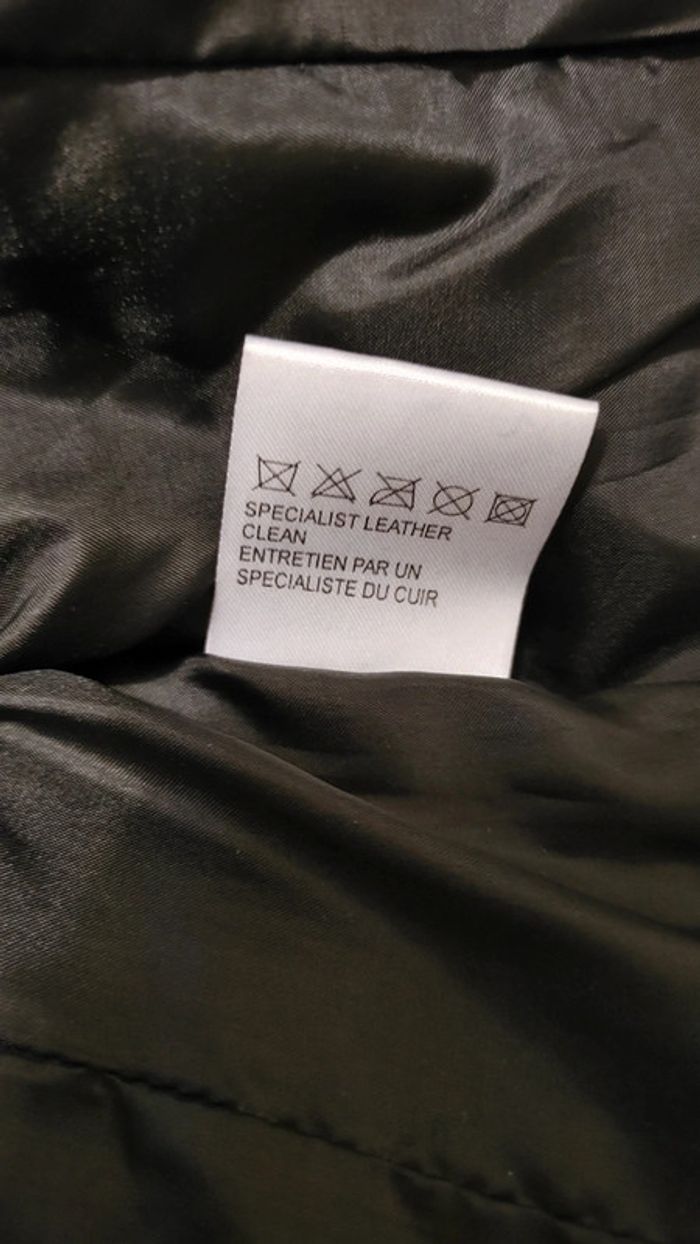 SPECIALIST LEATHER
CLEAN
ENTRETIEN PAR UN
SPECIALISTE DU CUIR